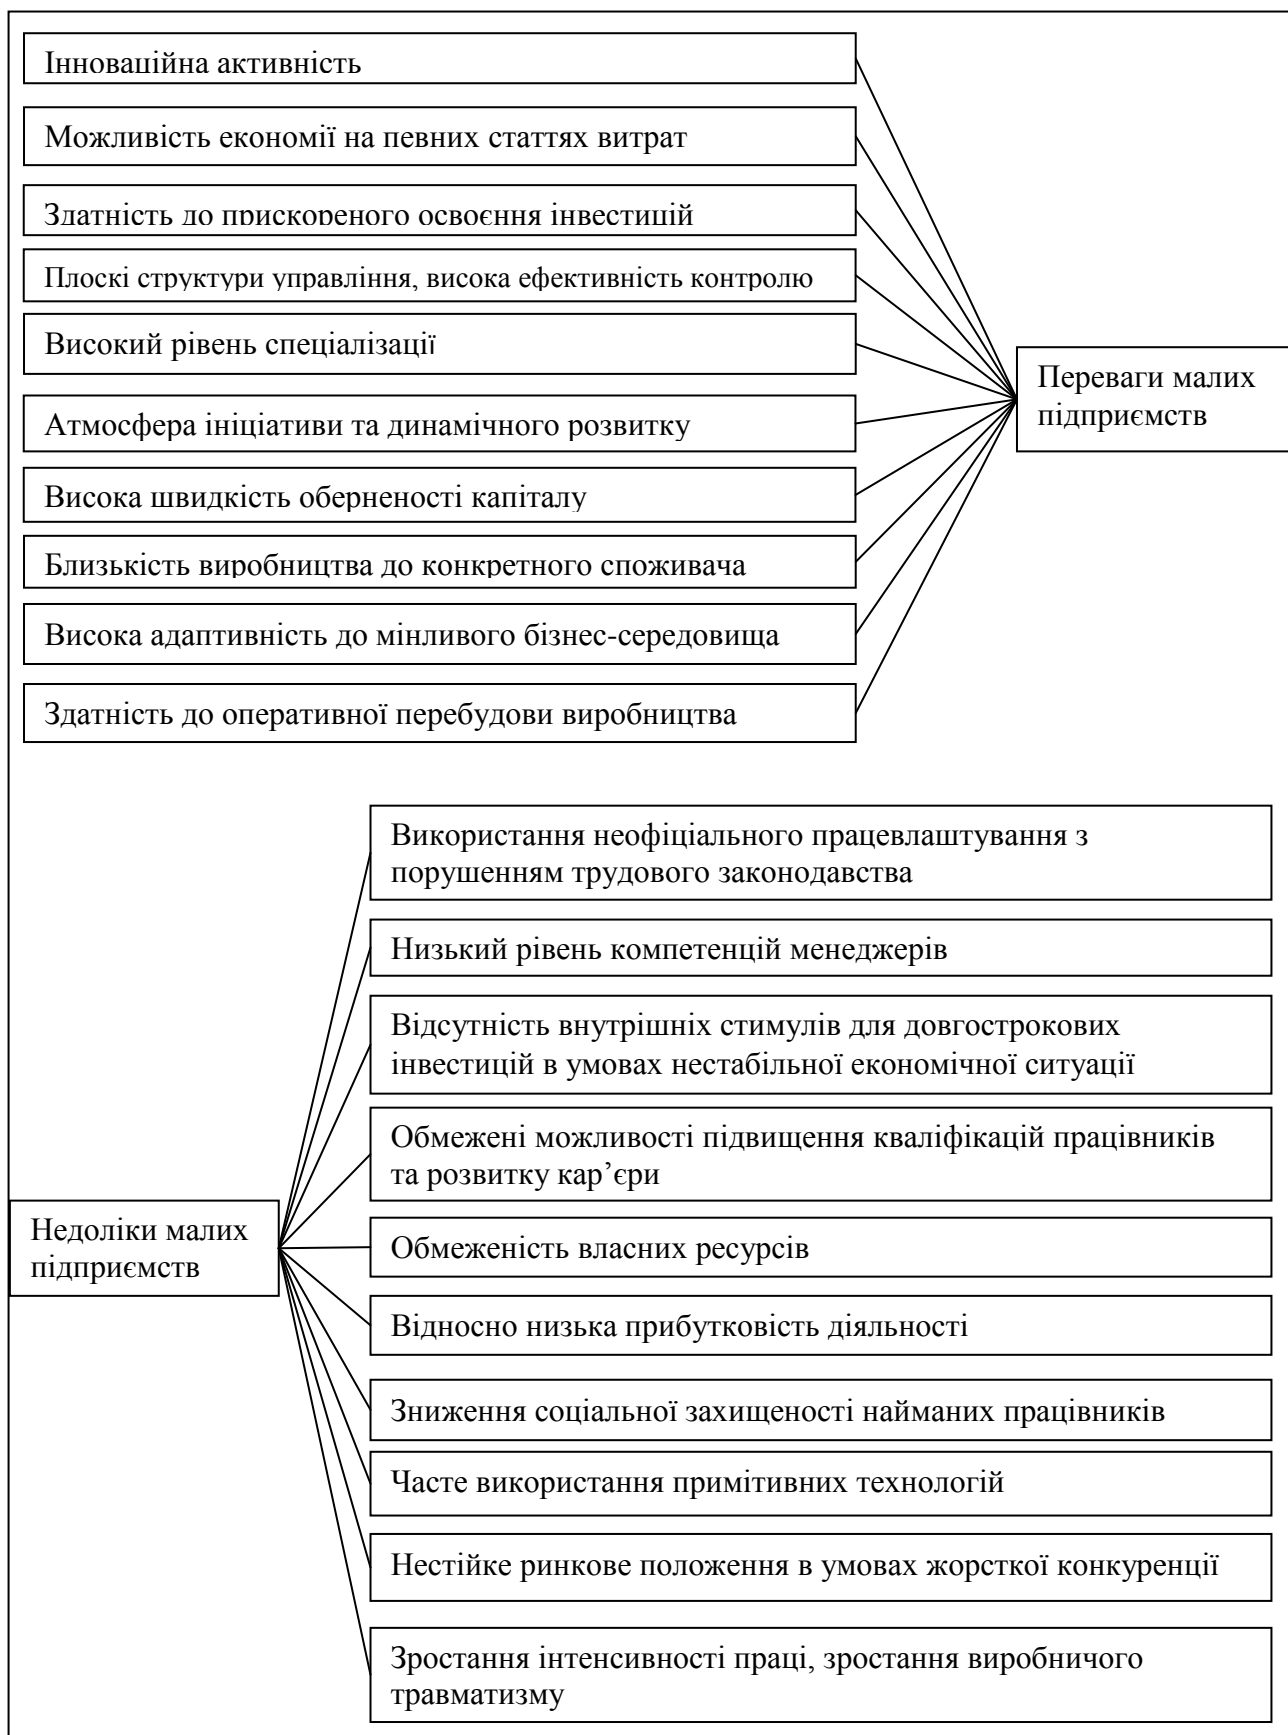 Інноваційна активність
Можливість економії на певних статтях витрат
Здатність до прискореного освоєння інвестицій
Плоскі структури управління, висока ефективність контролю
Високий рівень спеціалізації
Атмосфера ініціативи та динамічного розвитку
Висока швидкість оберненості капіталу
Близькість виробництва до конкретного споживача
Висока адаптивність до мінливого бізнес-середовища
Здатність до оперативної перебудови виробництва
Переваги малих
підприємств
Використання неофіціального працевлаштування з
порушенням трудового законодавства
Низький рівень компетенцій менеджерів
Відсутність внутрішніх стимулів для довгострокових
інвестицій в умовах нестабільної економічної ситуації
Обмежені можливості підвищення кваліфікацій працівників
та розвитку кар’єри
Недоліки малих
підприємств
Обмеженість власних ресурсів
Відносно низька прибутковість діяльності
Зниження соціальної захищеності найманих працівників
Часте використання примітивних технологій
Нестійке ринкове положення в умовах жорсткої конкуренції
Зростання інтенсивності праці, зростання виробничого
травматизму